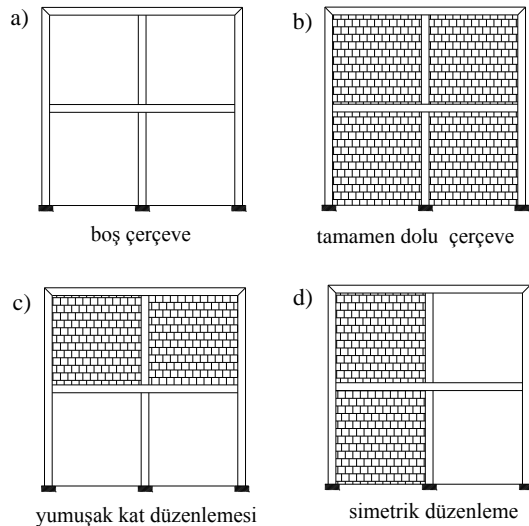 a)
boş çerçeve
b)
tamamen dolu çerçeve
c)
yumuşak kat düzenlemesi
d)
simetrik düzenleme